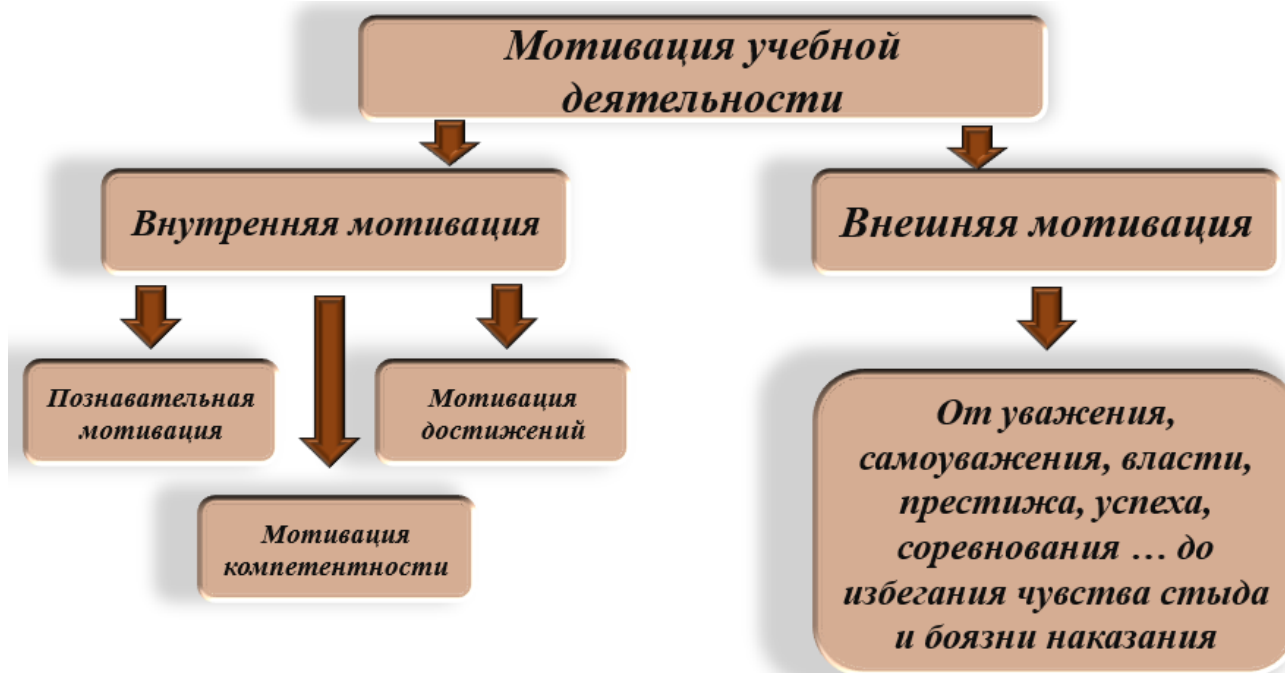 Мотивация учебной
деятельности
Внутренняя мотивация
Внешняя мотивация
Познавательная
мотивация
Мотивация
достижений
Мотивация
компетентности
От уважения,
самоуважения, власти,
престижа, успеха,
соревнования … до
избегания чувства стыда
и боязни наказания